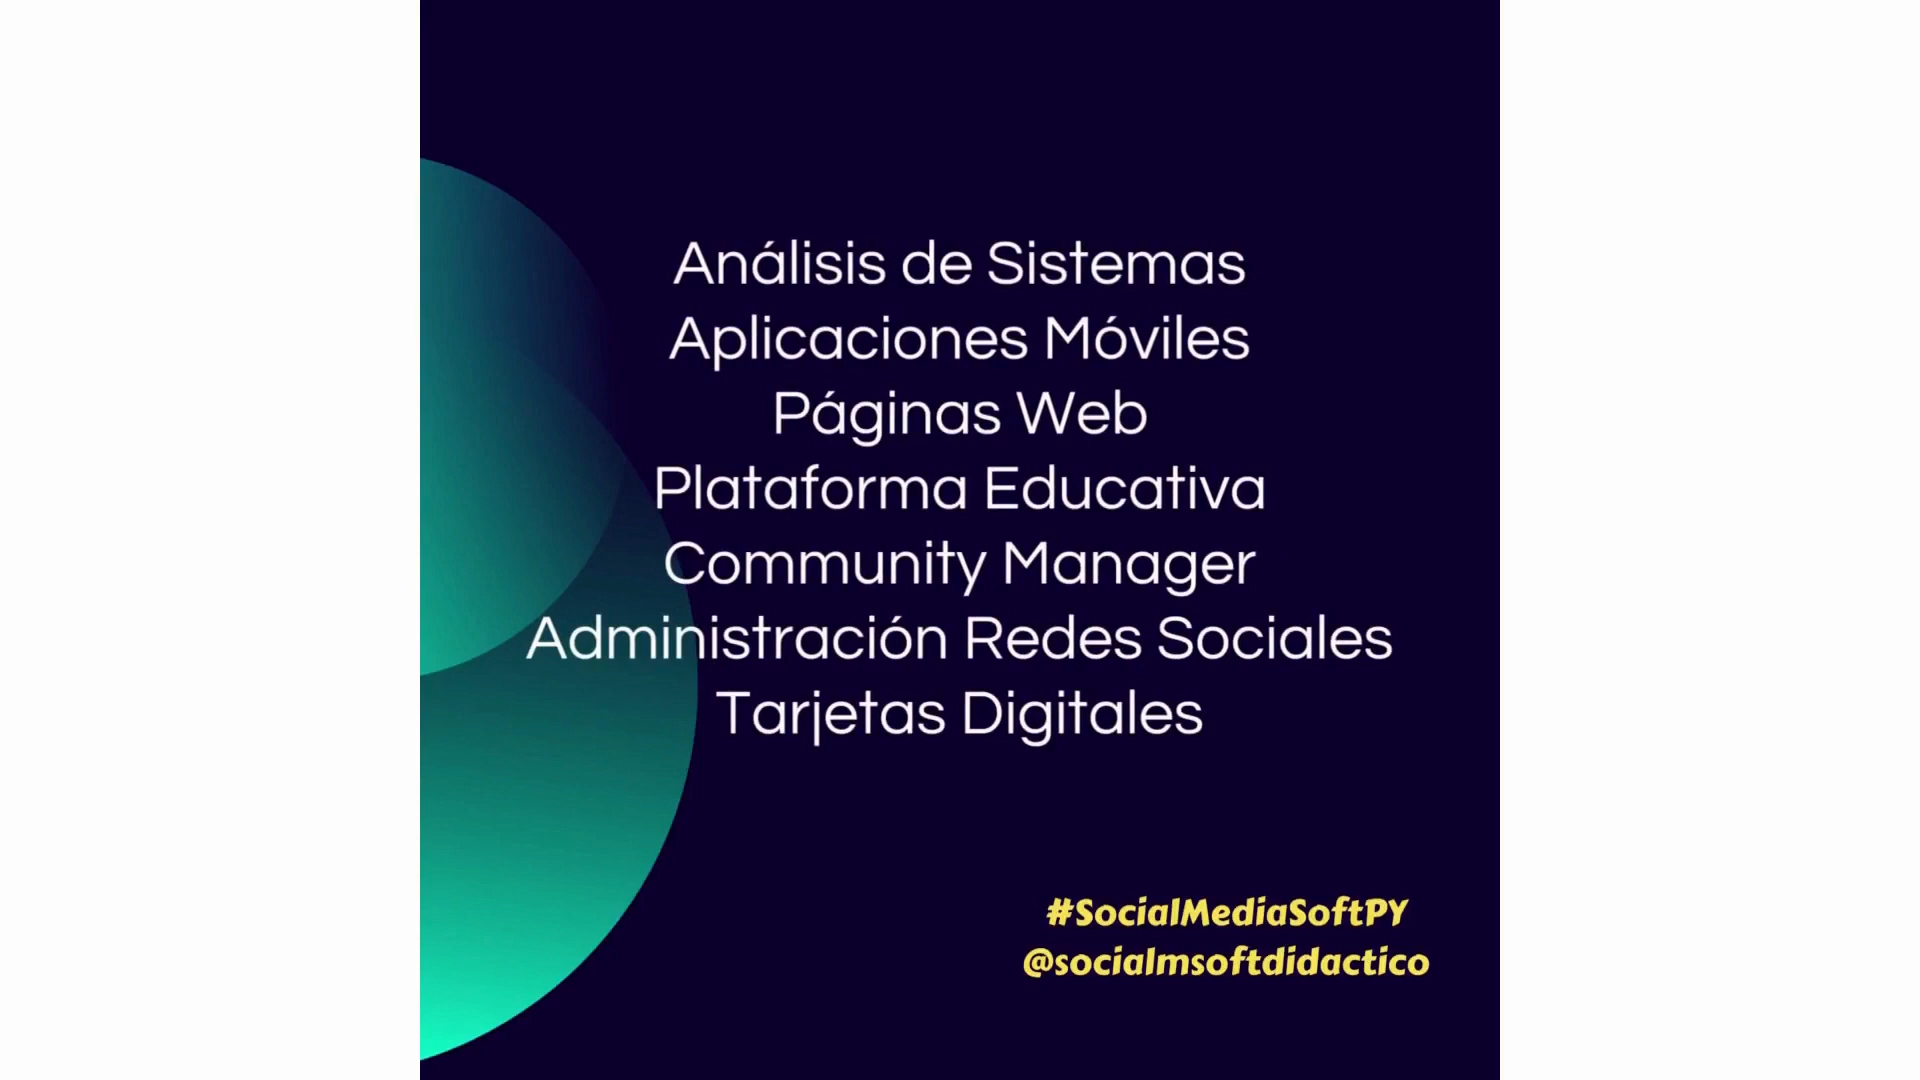 Análisis de Sistemas
Aplicaciones Móviles
Páginas Web
Plataforma Educativa
Community Manager
Administración Redes Sociales
Tarjetas Digitales
#SocialMediaSoftPY
@socialmsoftdidactico